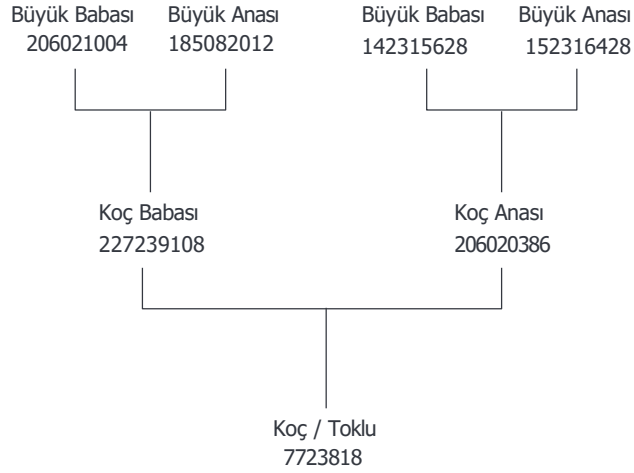 Büyük Babası Büyük Anası Büyük Babası Büyük Anası
206021004 185082012 142315628 152316428
Koç Babası Koç Anası
227239108 206020386
Koç / Toklu
7723818